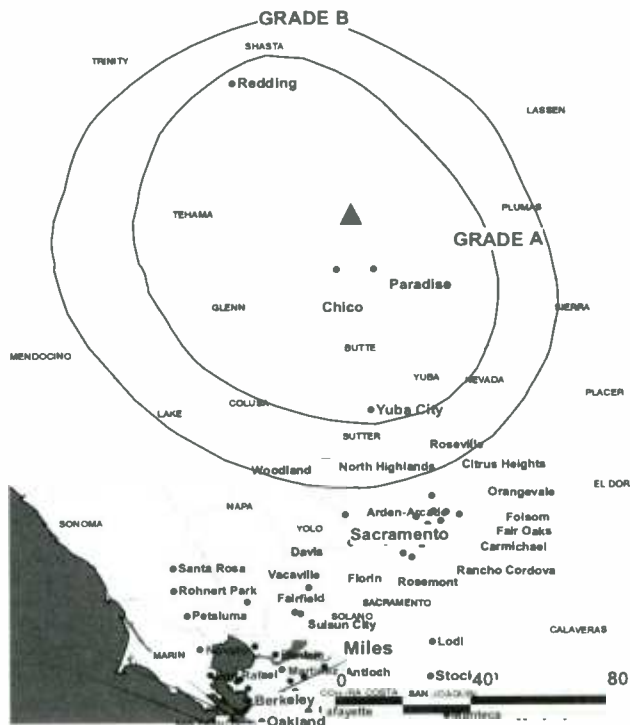 GRADE B
SHASTA
TRINITY
Redding
LASSEN
PLUMAS
TEHAMA
GRADE A
Paradise
GLENN
Chico
SIERRA
BUTTE
MENDOCINO
YUBA
NEVADA
PLACER
COLUSA
LAKE
Yuba City
SUTTER
Roseville
Woodland
North Highlands
Citrus Heights
EL DOR
Orangevale
NAPA
Arden-Arcade
Folsom
SONOMA
YOLO
Sacramento
Fair Oaks
Davis
Carmichael
Santa Rosa
Vacaville
Florin
Rosemont
Rancho Cordova
Rohnert Park
Fairfield
SACRAMENTO
Petaluma
SOLANO
Suisun City
CALAVERAS
Lodi
MARIN
Miles
Antioch
0
Stock
40
80
CONTRA COSTA
SAN JOAQUIN
Berkeley
Lafayette
Oakland